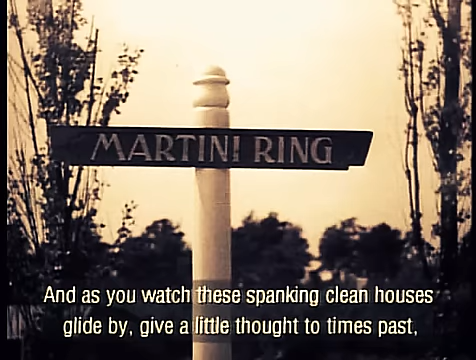 MARTINI RING
And as you watch these spanking clean houses
glide by, give a little thought to times past,